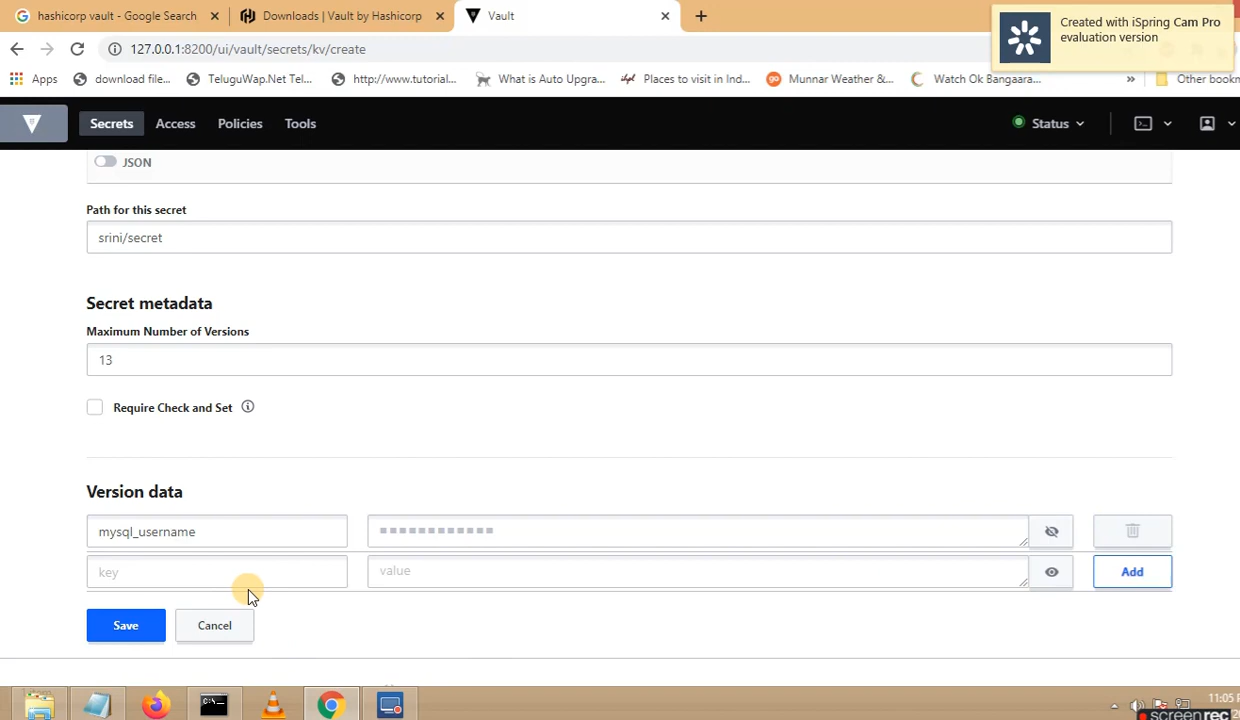 hashicorp vault - Google Search
Downloads | Vault by Hashicorp
Vault
127.0.0.1:8200/ui/vault/secrets/kv/create
Created with iSpring Cam Pro
evaluation version
Apps
download file...
TeluguWap.Net Tel...
http://www.tutorial...
What is Auto Upgra...
Places to visit in Ind...
Munnar Weather &...
Watch Ok Bangaara...
»
Other bookm
Secrets
Access
Policies
Tools
Status
JSON
Path for this secret
srini/secret
Secret metadata
Maximum Number of Versions
13
Require Check and Set
Version data
mysql_username
key
value
Add
Save
Cancel
11:05 P
screenrec